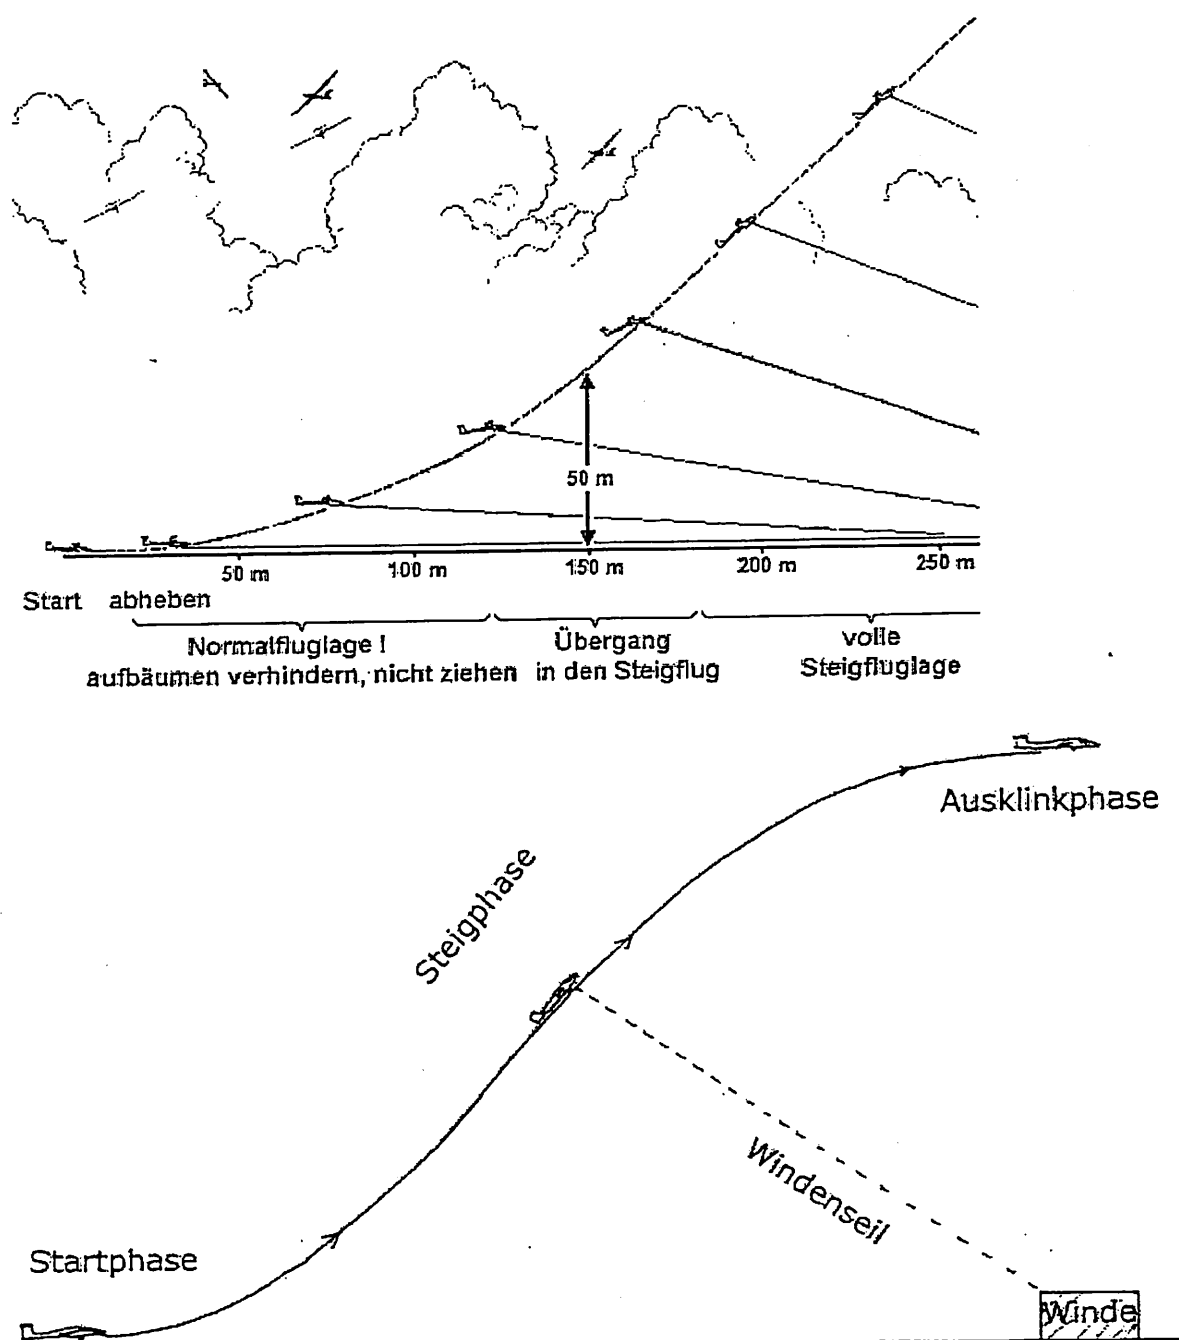 50 m
50 m 100 m 150 m 200 m 250 m
Start abheben
Normalfluglage !
aufbäumen verhindern, nicht ziehen
Übergang
in den Steigflug
volle
Steigfluglage
Ausklinkphase
Steigphase
Windenseil
Startphase
Winde